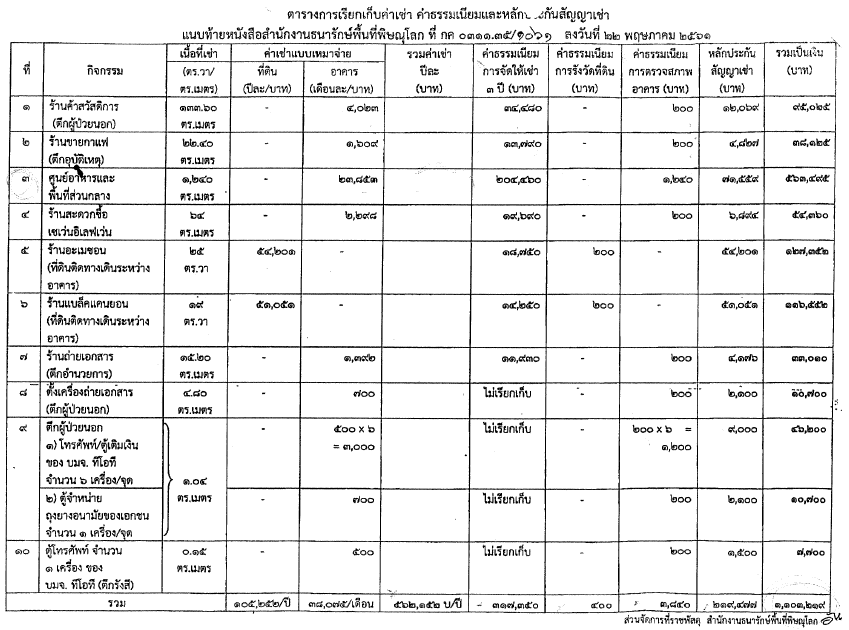 ตารางการเรียกเก็บค่าเช่า ค่าธรรมเนียมและหลักประกันสัญญาเช่า
แนบท้ายหนังสือสำนักงานธนารักษ์พื้นที่พิษณุโลก ที่ กค ๐๓๑๑.๓๕/๑๐๖๑ ลงวันที่ ๒๒ พฤษภาคม ๒๕๖๑
ที่ กิจกรรม เนื้อที่เช่า (ตร.วา/ ตร.เมตร) ค่าเช่าแบบเหมาจ่าย ที่ดิน (ปีละ/บาท) อาคาร (เดือนละ/บาท) รวมค่าเช่า ปีละ (บาท) ค่าธรรมเนียม การจัดให้เช่า ๓ ปี (บาท) ค่าธรรมเนียม การรังวัดที่ดิน (บาท) ค่าธรรมเนียม การตรวจสภาพ อาคาร (บาท) หลักประกัน สัญญาเช่า (บาท) รวมเป็นเงิน (บาท)
๑ ร้านค้าสวัสดิการ ๑๓๓.๖๐ - ๔,๐๒๓ ๓๔,๔๘๐ - ๒๐๐ ๑๒,๐๖๙ ๙๕,๐๒๕
(ตึกผู้ป่วยนอก) ตร.เมตร
๒ ร้านขายกาแฟ ๒๒.๔๐ - ๑,๖๐๙ ๑๓,๗๙๐ - ๒๐๐ ๔,๘๒๗ ๓๘,๑๒๕
(ตึกอุบัติเหตุ) ตร.เมตร
๓ ศูนย์อาหารและ ๑,๒๔๐ - ๒๓,๘๕๓ ๒๐๔,๔๖๐ - ๑,๒๔๐ ๗๑,๕๕๙ ๕๖๓,๔๙๕
พื้นที่ส่วนกลาง ตร.เมตร
๔ ร้านสะดวกซื้อ ๖๔ - ๒,๒๙๘ ๑๙,๖๙๐ - ๒๐๐ ๖,๘๙๔ ๕๔,๓๖๐
เซเว่นอิเลฟเว่น ตร.เมตร
๕ ร้านอะเมซอน ๒๕ ๕๔,๒๐๑ - ๑๘,๗๕๐ ๒๐๐ - ๕๔,๒๐๑ ๑๒๗,๓๕๒
(ที่ดินติดทางเดินระหว่าง ตร.วา
อาคาร)
๖ ร้านแบล็คแคนยอน ๑๙ ๕๑,๐๕๑ - ๑๔,๒๕๐ ๒๐๐ - ๕๑,๐๕๑ ๑๑๖,๕๕๒
(ที่ดินติดทางเดินระหว่าง ตร.วา
อาคาร)
๗ ร้านถ่ายเอกสาร ๑๕.๒๐ - ๑,๓๙๒ ๑๑,๙๓๐ - ๒๐๐ ๔,๑๗๖ ๓๓,๐๑๐
(ตึกอำนวยการ) ตร.เมตร
๘ ตั้งเครื่องถ่ายเอกสาร ๔.๘๐ - ๗๐๐ ไม่เรียกเก็บ - ๒๐๐ ๒,๑๐๐ ๑๐,๗๐๐
(ตึกผู้ป่วยนอก) ตร.เมตร
๙ ตึกผู้ป่วยนอก - ๕๐๐ x ๖ ไม่เรียกเก็บ - ๒๐๐ x ๖ = ๙,๐๐๐ ๔๖,๒๐๐
๑) โทรศัพท์/ตู้เติมเงิน = ๓,๐๐๐ ๑,๒๐๐
ของ บมจ. ทีโอที
จำนวน ๖ เครื่อง/จุด ๑.๐๔
๒) ตู้จำหน่าย ตร.เมตร - ๗๐๐ ไม่เรียกเก็บ - ๒๐๐ ๒,๑๐๐ ๑๐,๗๐๐
ถุงยางอนามัยของเอกชน
จำนวน ๑ เครื่อง/จุด
๑๐ ตู้โทรศัพท์ จำนวน ๐.๑๕ - ๕๐๐ ไม่เรียกเก็บ - ๒๐๐ ๑,๕๐๐ ๗,๗๐๐
๑ เครื่อง ของ ตร.เมตร
บมจ. ทีโอที (ตึกรังสี)
รวม ๑๐๕,๒๕๒/ปี ๓๘,๐๗๕/เดือน ๕๖๒,๑๕๒ บ/ปี ๓๑๗,๓๕๐ ๔๐๐ ๓,๘๔๐ ๒๑๙,๔๗๗ ๑,๑๐๓,๒๑๙
ส่วนจัดการที่ราชพัสดุ สำนักงานธนารักษ์พื้นที่พิษณุโลก